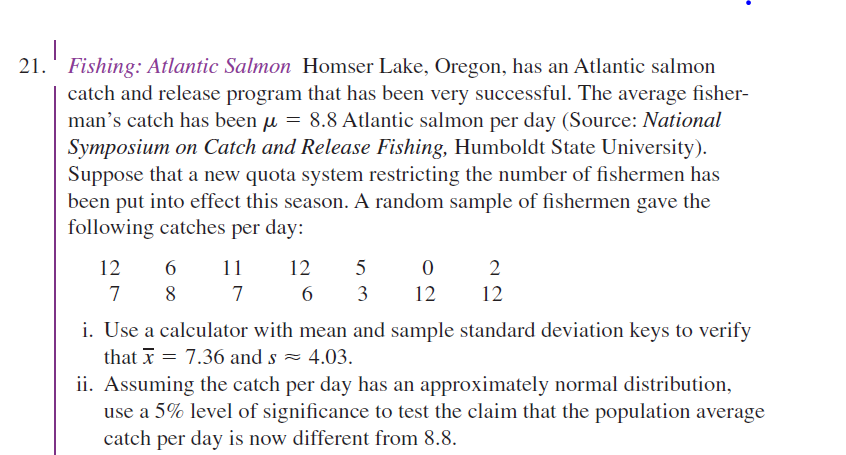 21. Fishing: Atlantic Salmon Homser Lake, Oregon, has an Atlantic salmon
catch and release program that has been very successful. The average fisher-
man's catch has been μ = 8.8 Atlantic salmon per day (Source: National
Symposium on Catch and Release Fishing, Humboldt State University).
Suppose that a new quota system restricting the number of fishermen has
been put into effect this season. A random sample of fishermen gave the
following catches per day:
12 6 11 12 5 0 2
7 8 7 6 3 12 12
i. Use a calculator with mean and sample standard deviation keys to verify
that x̅ = 7.36 and s ≈ 4.03.
ii. Assuming the catch per day has an approximately normal distribution,
use a 5% level of significance to test the claim that the population average
catch per day is now different from 8.8.